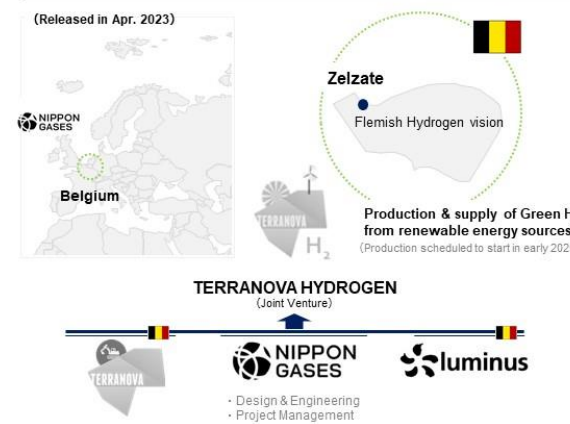 (Released in Apr. 2023)
NIPPON
GASES
Belgium
Zelzate
Flemish Hydrogen vision
TERRANOVA
H2
Production & supply of Green H
from renewable energy sources
(Production scheduled to start in early 202
TERRANOVA HYDROGEN
(Joint Venture)
TERRANOVA
NIPPON
GASES
luminus
・Design & Engineering
・Project Management